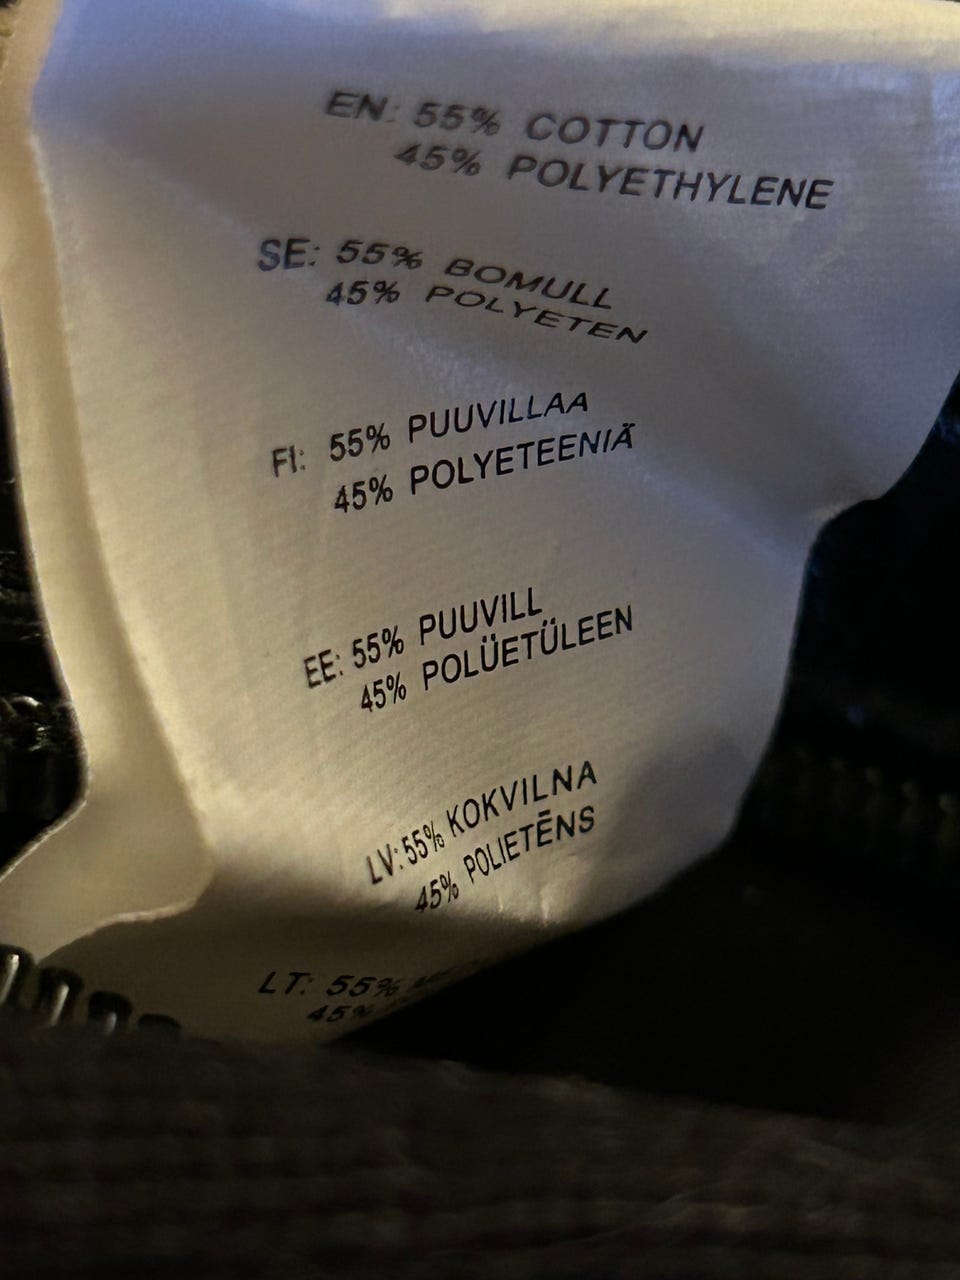 EN: 55% COTTON
45% POLYETHYLENE
SE: 55% BOMULL
45% POLYETEN
FI: 55% PUUVILLAA
45% POLYETEENIÄ
EE: 55% PUUVILL
45% POLÜETÜLEEN
LV: 55% KOKVILNA
45% POLIETĒNS
LT: 55%
45%